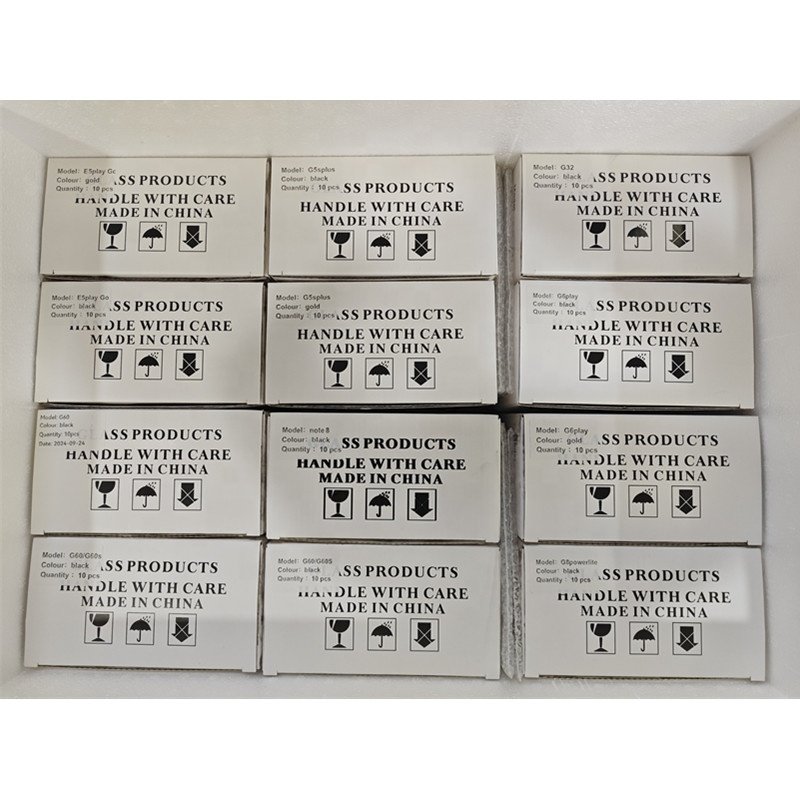 Model: E5play Go
Colour: gold
Quantity: 10 pcs
ASS PRODUCTS
HANDLE WITH CARE
MADE IN CHINA
Model: G5splus
Colour: black
Quantity: 10 pcs
SS PRODUCTS
HANDLE WITH CARE
MADE IN CHINA
Model: G32
Colour: black
Quantity: 10 pcs
ASS PRODUCTS
HANDLE WITH CARE
MADE IN CHINA
Model: E5play Go
Colour: black
Quantity: 10 pcs
ASS PRODUCTS
HANDLE WITH CARE
MADE IN CHINA
Model: G5splus
Colour: gold
Quantity: 10 pcs
ASS PRODUCTS
HANDLE WITH CARE
MADE IN CHINA
Model: G6play
Colour: black
Quantity: 10 pcs
ASS PRODUCTS
HANDLE WITH CARE
MADE IN CHINA
Model: G60
Colour: black
Quantity: 10pcs
Date: 2024-09-24
ASS PRODUCTS
HANDLE WITH CARE
MADE IN CHINA
Model: note 8
Colour: black
Quantity: 10 pcs
SS PRODUCTS
HANDLE WITH CARE
MADE IN CHINA
Model: G6play
Colour: gold
Quantity: 10 pcs
ASS PRODUCTS
HANDLE WITH CARE
MADE IN CHINA
Model: G60/G60s
Colour: black
Quantity: 10 pcs
ASS PRODUCTS
HANDLE WITH CARE
MADE IN CHINA
Model: G60/G60S
Colour: black
Quantity: 10 pcs
ASS PRODUCTS
HANDLE WITH CARE
MADE IN CHINA
Model: G8powerlite
Colour: black
Quantity: 10 pcs
ASS PRODUCTS
HANDLE WITH CARE
MADE IN CHINA